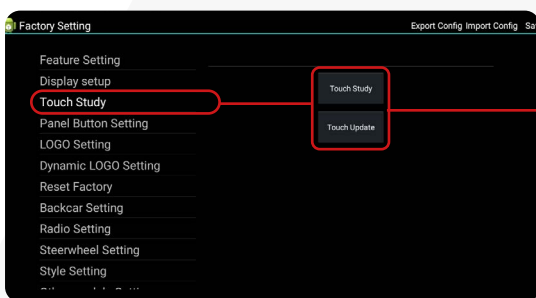 Factory Setting
Export Config Import Config
Feature Setting
Display setup
Touch Study
Panel Button Setting
LOGO Setting
Dynamic LOGO Setting
Reset Factory
Backcar Setting
Radio Setting
Steerwheel Setting
Style Setting
Touch Study
Touch Update